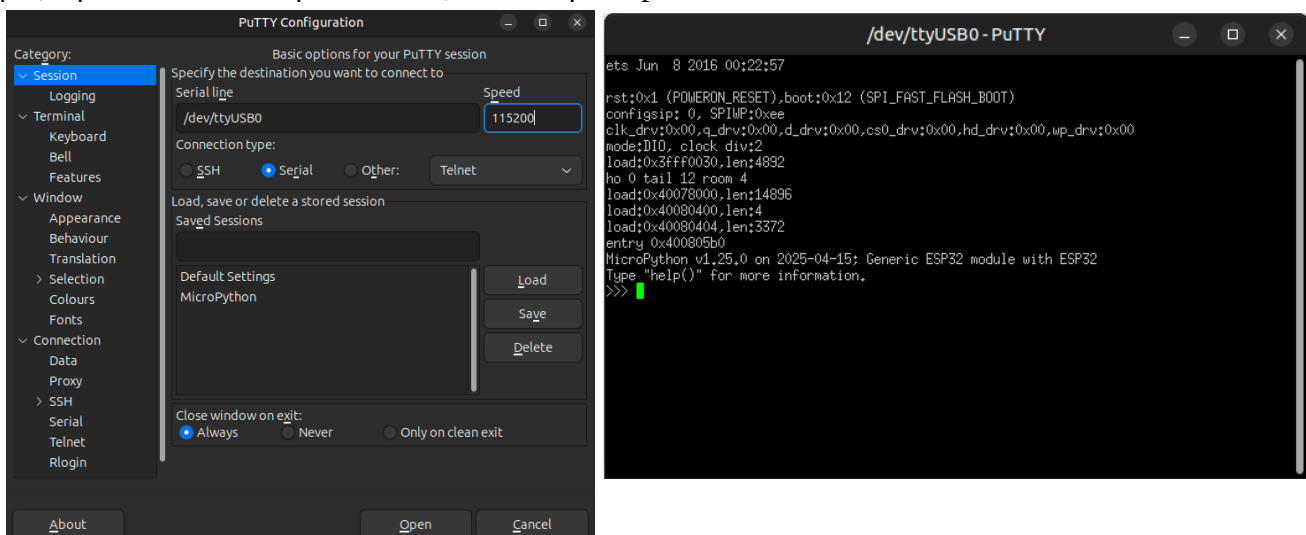 PuTTY Configuration
Category:
Session
Logging
Terminal
Keyboard
Bell
Features
Window
Appearance
Behaviour
Translation
Selection
Colours
Fonts
Connection
Data
Proxy
SSH
Serial
Telnet
Rlogin
Basic options for your PuTTY session
Specify the destination you want to connect to
Serial line Speed
/dev/ttyUSB0 115200
Connection type:
SSH Serial Other: Telnet
Load, save or delete a stored session
Saved Sessions
Default Settings
MicroPython
Load
Save
Delete
Close window on exit:
Always Never Only on clean exit
About Open Cancel
/dev/ttyUSB0 - PuTTY
ets Jun  8 2016 00:22:57
rst:0x1 (POWERON_RESET),boot:0x12 (SPI_FAST_FLASH_BOOT)
configsip: 0, SPIWP:0xee
clk_drv:0x00,q_drv:0x00,d_drv:0x00,cs0_drv:0x00,hd_drv:0x00,wp_drv:0x00
mode:DIO, clock div:2
load:0x3fff0030,len:4892
ho 0 tail 12 room 4
load:0x40078000,len:14896
load:0x40080400,len:4
load:0x40080404,len:3372
entry 0x400805b0
MicroPython v1.25.0 on 2025-04-15; Generic ESP32 module with ESP32
Type "help()" for more information.
>>>